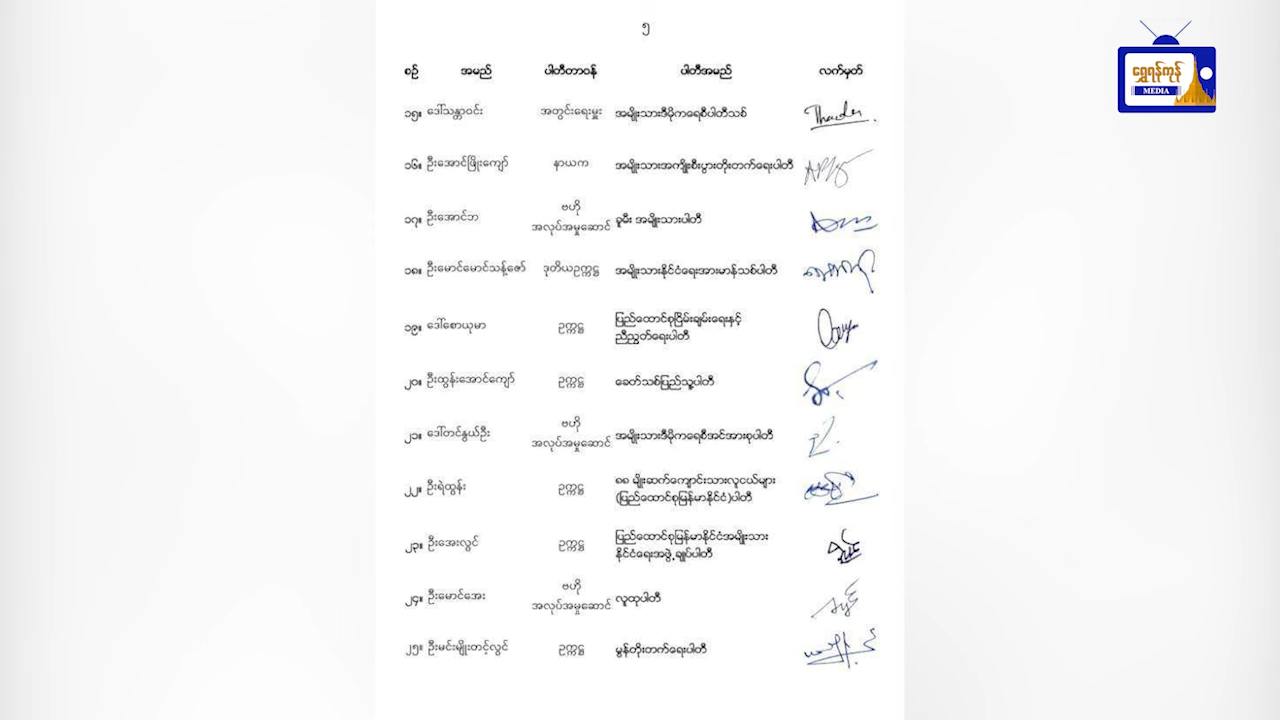 ၅
စဉ် အမည် ပါတီတာဝန် ပါတီအမည် လက်မှတ်
၁၅။ ဒေါ်သန္တာဝင်း အတွင်းရေးမှူး အမျိုးသားဒီမိုကရေစီပါတီသစ်
၁၆။ ဦးအောင်ဖြိုးကျော် နာယက အမျိုးသားအကျိုးစီးပွားတိုးတက်ရေးပါတီ
၁၇။ ဦးအောင်ဘ ဗဟို
အလုပ်အမှုဆောင် ခူမီး အမျိုးသားပါတီ
၁၈။ ဦးမောင်မောင်သန့်ဇော် ဒုတိယဥက္ကဋ္ဌ အမျိုးသားနိုင်ငံရေးအားမာန်သစ်ပါတီ
၁၉။ ဒေါ်စောယုမာ ဥက္ကဋ္ဌ ပြည်ထောင်စုငြိမ်းချမ်းရေးနှင့်
ညီညွတ်ရေးပါတီ
၂၀။ ဦးထွန်းအောင်ကျော် ဥက္ကဋ္ဌ ခေတ်သစ်ပြည်သူ့ပါတီ
၂၁။ ဒေါ်တင်နွယ်ဦး ဗဟို
အလုပ်အမှုဆောင် အမျိုးသားဒီမိုကရေစီအင်အားစုပါတီ
၂၂။ ဦးရဲထွန်း ဥက္ကဋ္ဌ ၈၈ မျိုးဆက်ကျောင်းသားလူငယ်များ
(ပြည်ထောင်စုမြန်မာနိုင်ငံ)ပါတီ
၂၃။ ဦးအေးလွင် ဥက္ကဋ္ဌ ပြည်ထောင်စုမြန်မာနိုင်ငံအမျိုးသား
နိုင်ငံရေးအဖွဲ့ချုပ်ပါတီ
၂၄။ ဦးမောင်အေး ဗဟို
အလုပ်အမှုဆောင် လူထုပါတီ
၂၅။ ဦးမင်းမျိုးတင့်လွင် ဥက္ကဋ္ဌ မွန်တိုးတက်ရေးပါတီ
ရွှေရန်ကုန်
MEDIA